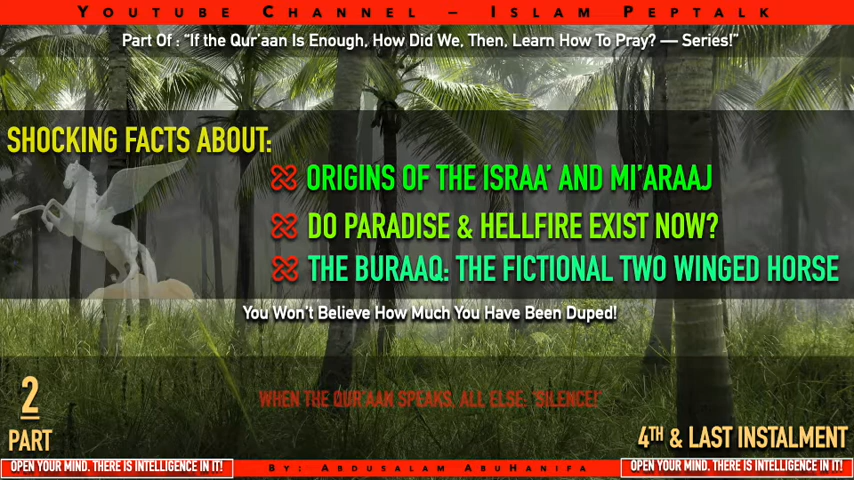 YOUTUBE CHANNEL – ISLAM PEPTALK
Part Of : "If the Qur'aan Is Enough, How Did We, Then, Learn How To Pray? — Series!"
SHOCKING FACTS ABOUT:
ORIGINS OF THE ISRAA' AND MI'ARAAJ
DO PARADISE & HELLFIRE EXIST NOW?
THE BURAAQ: THE FICTIONAL TWO WINGED HORSE
You Won't Believe How Much You Have Been Duped!
WHEN THE QUR'AAN SPEAKS, ALL ELSE: 'SILENCE!'
2
PART
4TH & LAST INSTALMENT
OPEN YOUR MIND. THERE IS INTELLIGENCE IN IT!
BY: ABDUSALAM ABUHANIFA
OPEN YOUR MIND. THERE IS INTELLIGENCE IN IT!